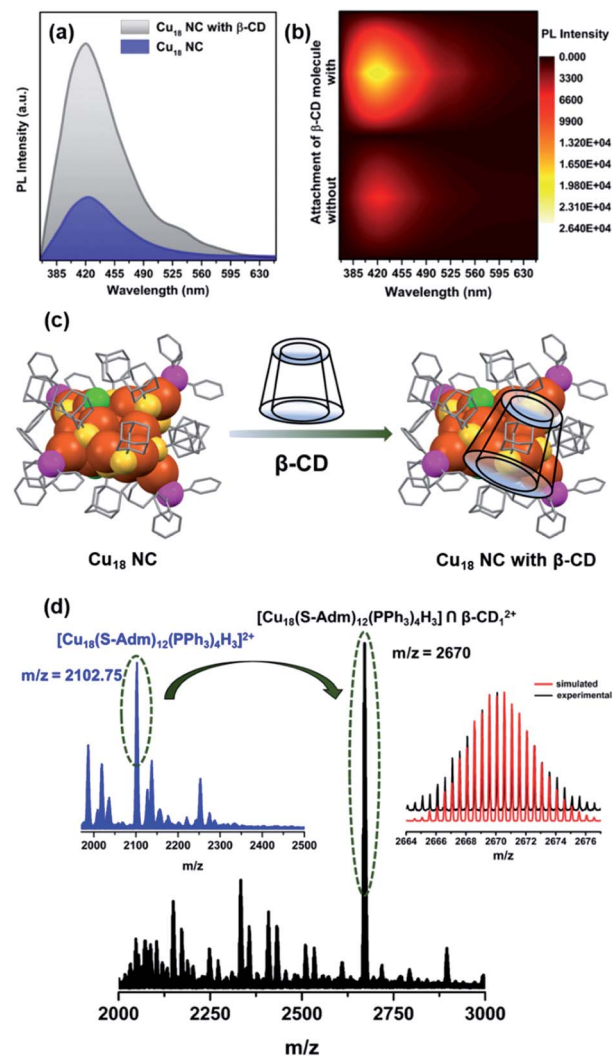 (a)
Cu18 NC with β-CD
Cu18 NC
PL Intensity (a.u.)
385 420 455 490 525 560 595 630
Wavelength (nm)
(b)
Attachment of β-CD molecule
with
without
385 420 455 490 525 560 595 630
Wavelength (nm)
PL Intensity
0.000
3300
6600
9900
1.320E+04
1.650E+04
1.980E+04
2.310E+04
2.640E+04
(c)
β-CD
Cu18 NC
Cu18 NC with β-CD
(d)
[Cu18(S-Adm)12(PPh3)4H3] ∩ β-CD1 2+
[Cu18(S-Adm)12(PPh3)4H3]2+
m/z = 2102.75
m/z = 2670
simulated
experimental
2000 2100 2200 2300 2400 2500
m/z
2664 2666 2668 2670 2672 2674 2676
m/z
2000 2250 2500 2750 3000
m/z